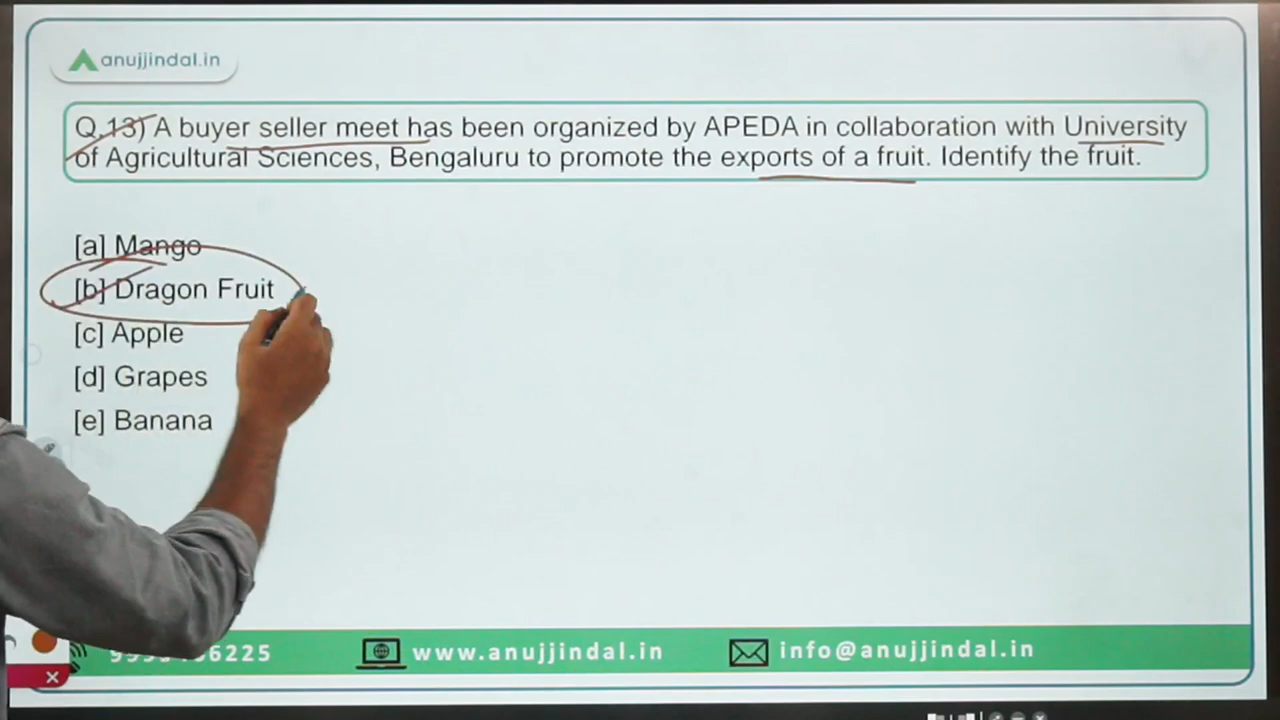 anujjindal.in
Q.13) A buyer seller meet has been organized by APEDA in collaboration with University
of Agricultural Sciences, Bengaluru to promote the exports of a fruit. Identify the fruit.
[a] Mango
[b] Dragon Fruit
[c] Apple
[d] Grapes
[e] Banana
www.anujjindal.in
info@anujjindal.in